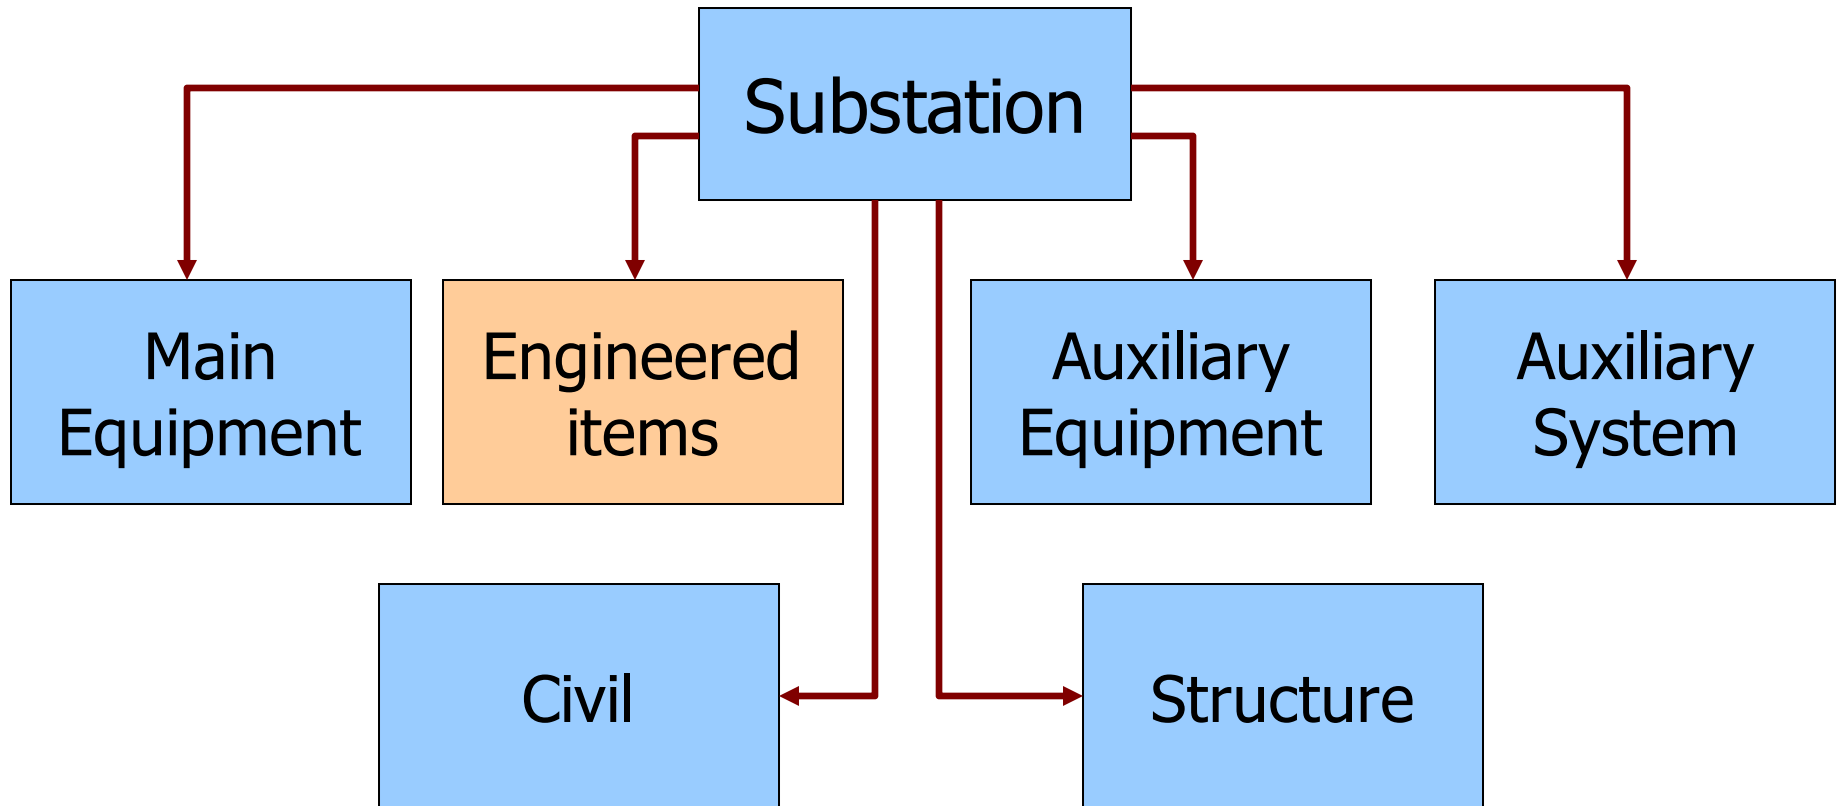 Substation
Main
Equipment
Engineered
items
Auxiliary
Equipment
Auxiliary
System
Civil
Structure